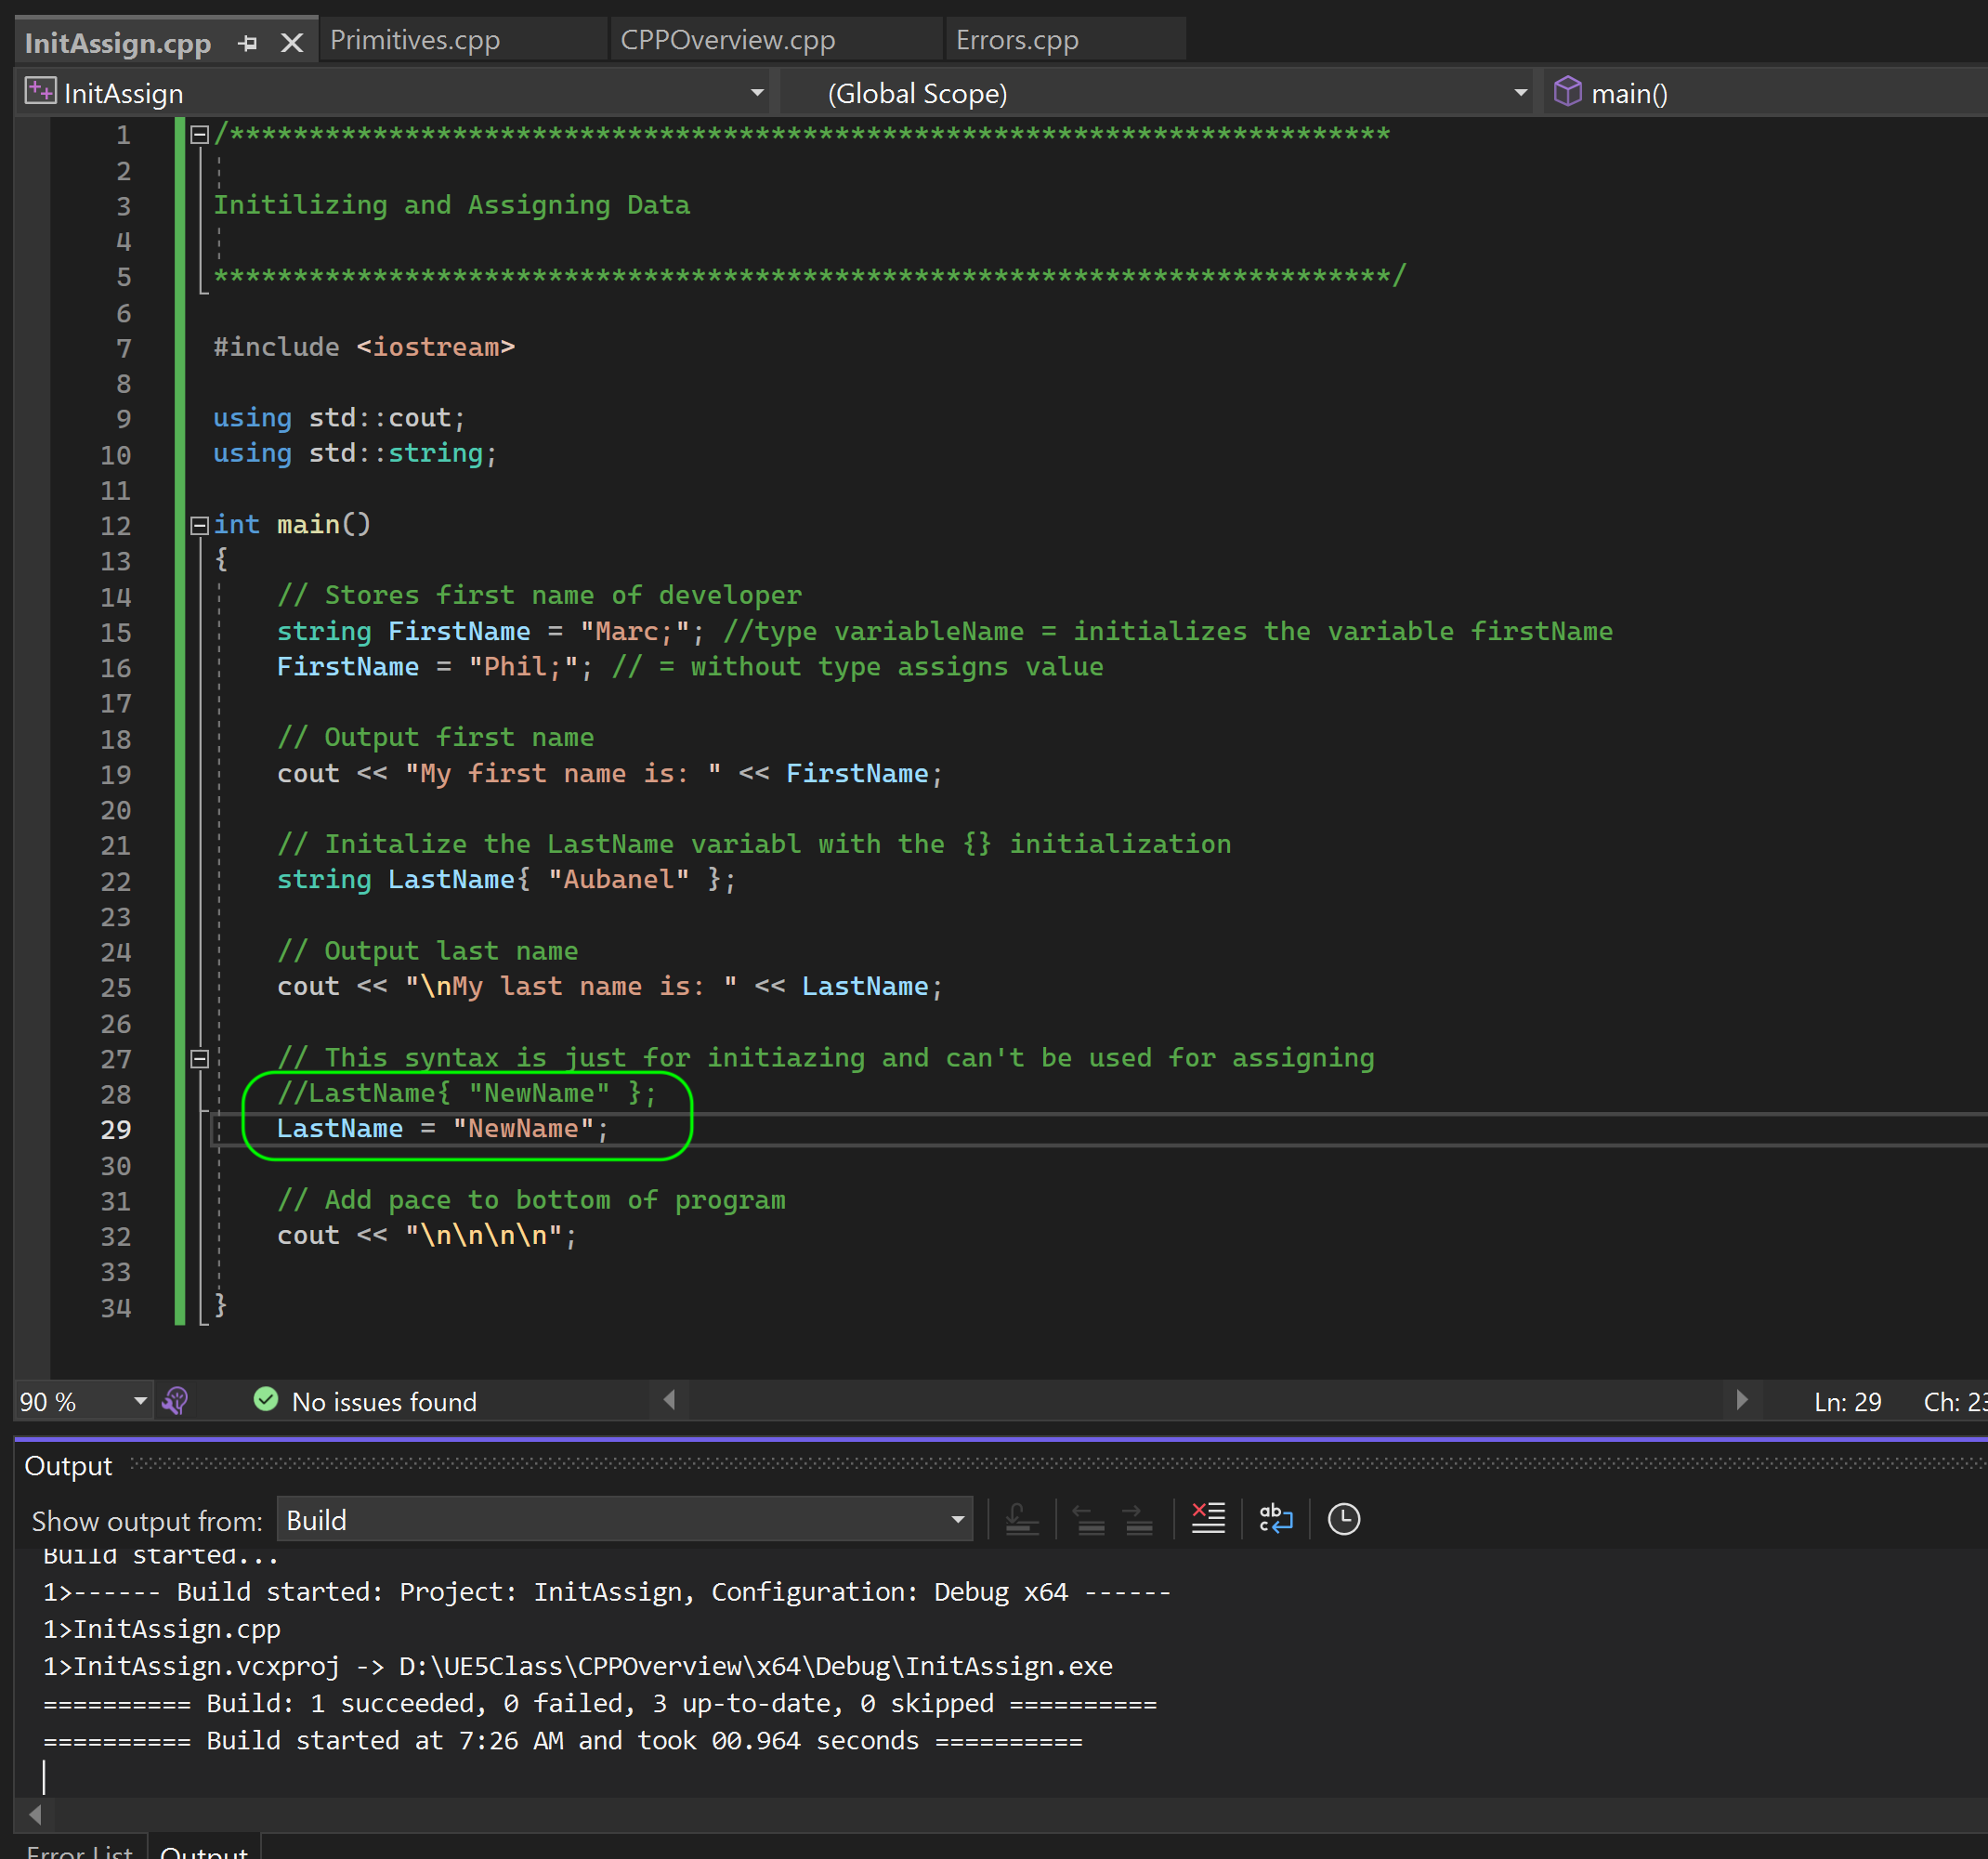 InitAssign.cpp Primitives.cpp CPPOverview.cpp Errors.cpp
InitAssign (Global Scope) main()
1 /*************************************************************************
2
3 Initilizing and Assigning Data
4
5 **************************************************************************/
6
7 #include <iostream>
8
9 using std::cout;
10 using std::string;
11
12 int main()
13 {
14 // Stores first name of developer
15 string FirstName = "Marc;"; //type variableName = initializes the variable firstName
16 FirstName = "Phil;"; // = without type assigns value
17
18 // Output first name
19 cout << "My first name is: " << FirstName;
20
21 // Initalize the LastName variabl with the {} initialization
22 string LastName{ "Aubanel" };
23
24 // Output last name
25 cout << "\nMy last name is: " << LastName;
26
27 // This syntax is just for initiazing and can't be used for assigning
28 //LastName{ "NewName" };
29 LastName = "NewName";
30
31 // Add pace to bottom of program
32 cout << "\n\n\n\n";
33
34 }
90 % No issues found Ln: 29 Ch: 23
Output
Show output from: Build
Build started...
1>------ Build started: Project: InitAssign, Configuration: Debug x64 ------
1>InitAssign.cpp
1>InitAssign.vcxproj -> D:\UE5Class\CPPOverview\x64\Debug\InitAssign.exe
========== Build: 1 succeeded, 0 failed, 3 up-to-date, 0 skipped ==========
========== Build started at 7:26 AM and took 00.964 seconds ==========
Error List Output